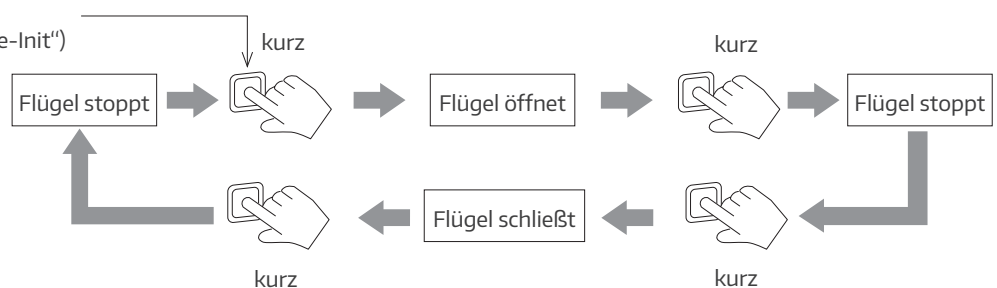 e-Init“)
kurz
kurz
Flügel stoppt
Flügel öffnet
Flügel stoppt
Flügel schließt
kurz
kurz